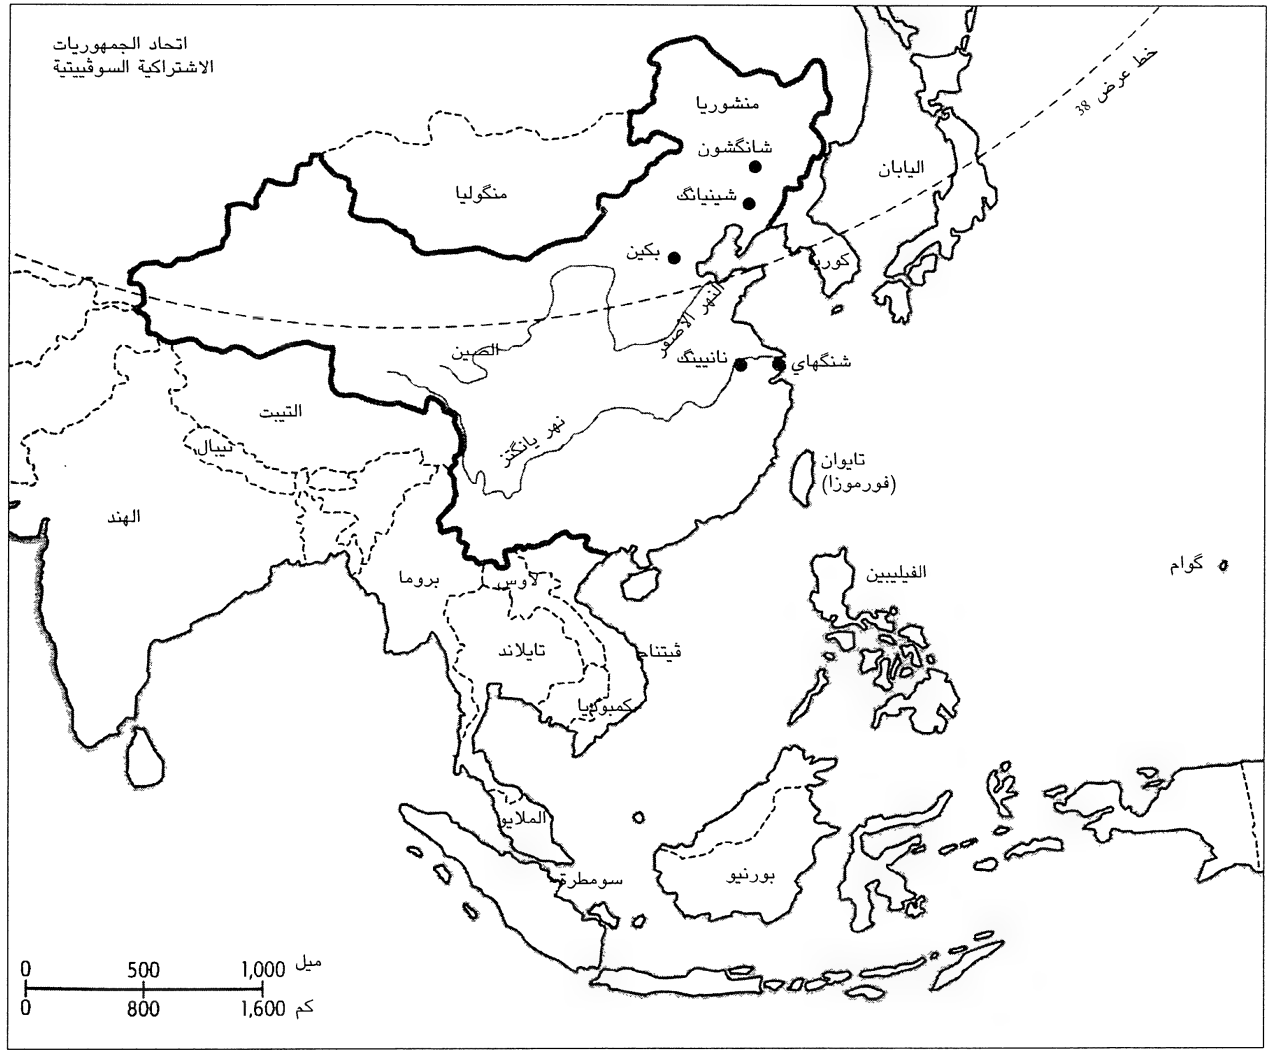 اتحاد الجمهوريات
الاشتراكية السوڤييتية
خط عرض 38
منشوريا
شانگشون
اليابان
منگوليا
شينيانگ
بكين
كوريا
النهر الأصفر
الصين
نانيينگ
شنگهاي
التيبت
نهر يانگتز
نيبال
تايوان
(فورموزا)
الهند
گوام
الفيليبين
بروما
لاوس
تايلاند
ڤيتنام
كمبوديا
الملايو
بورنيو
سومطرة
0 500 1,000 ميل
0 800 1,600 كم